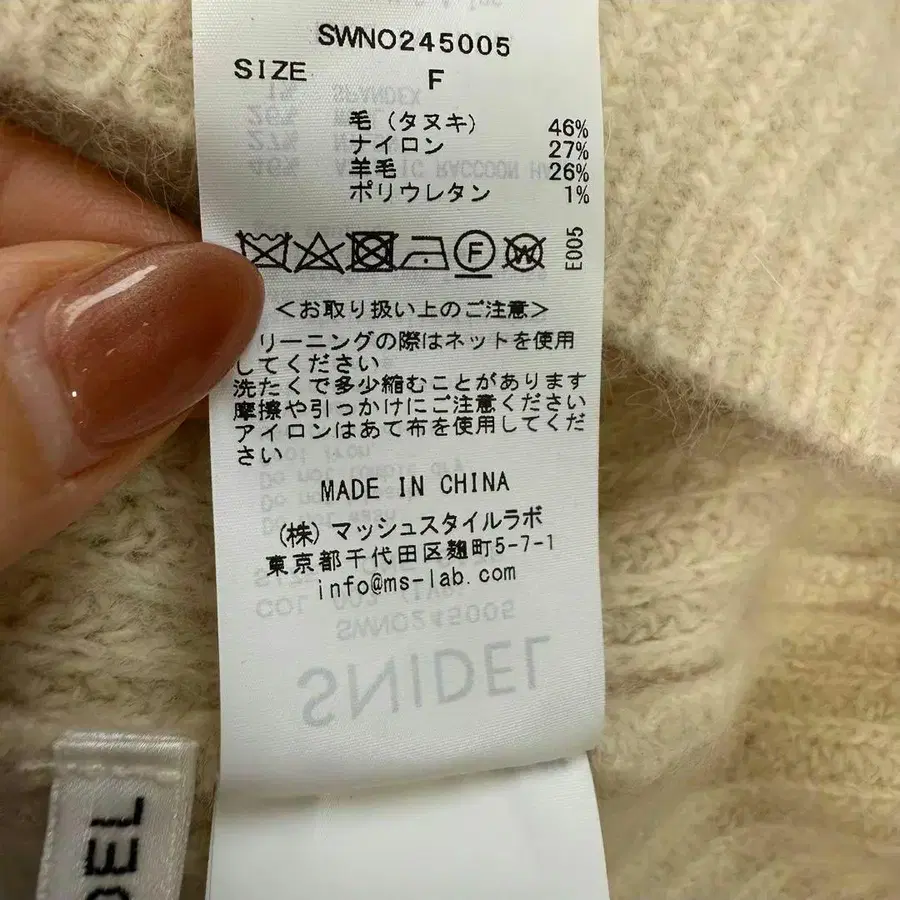 SWNO245005
SIZE F
毛（タヌキ） 46%
ナイロン 27%
羊毛 26%
ポリウレタン 1%
F W E005
＜お取り扱い上のご注意＞
リーニングの際はネットを使用
してください
洗たくで多少縮むことがあります
摩擦や引っかけにご注意ください
アイロンはあて布を使用してくだ
さい
MADE IN CHINA
(株) マッシュスタイルラボ
東京都千代田区麹町5-7-1
info@ms-lab.com
SWNO245005
SNIDEL
DEL